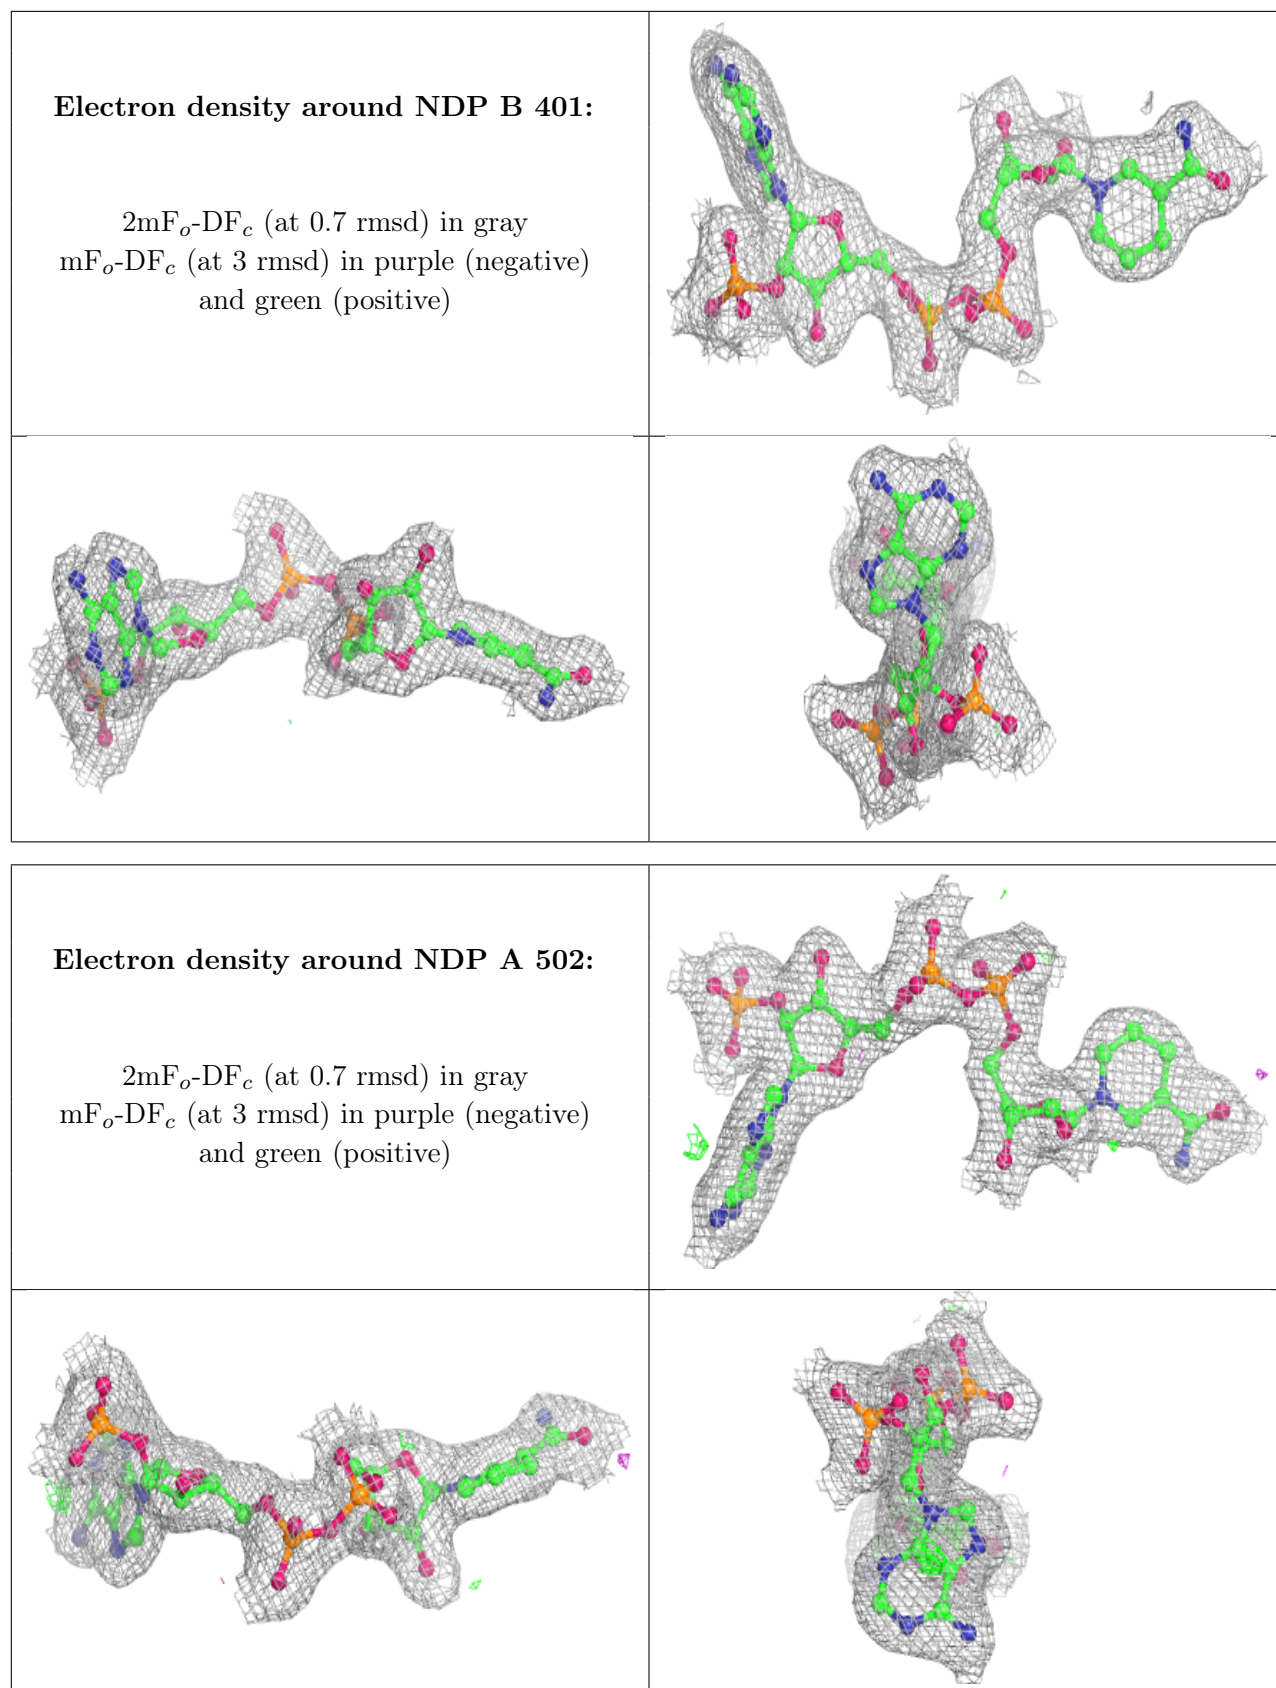 Electron density around NDP B 401:
2mFo-DFc (at 0.7 rmsd) in gray
mFo-DFc (at 3 rmsd) in purple (negative)
and green (positive)
Electron density around NDP A 502:
2mFo-DFc (at 0.7 rmsd) in gray
mFo-DFc (at 3 rmsd) in purple (negative)
and green (positive)